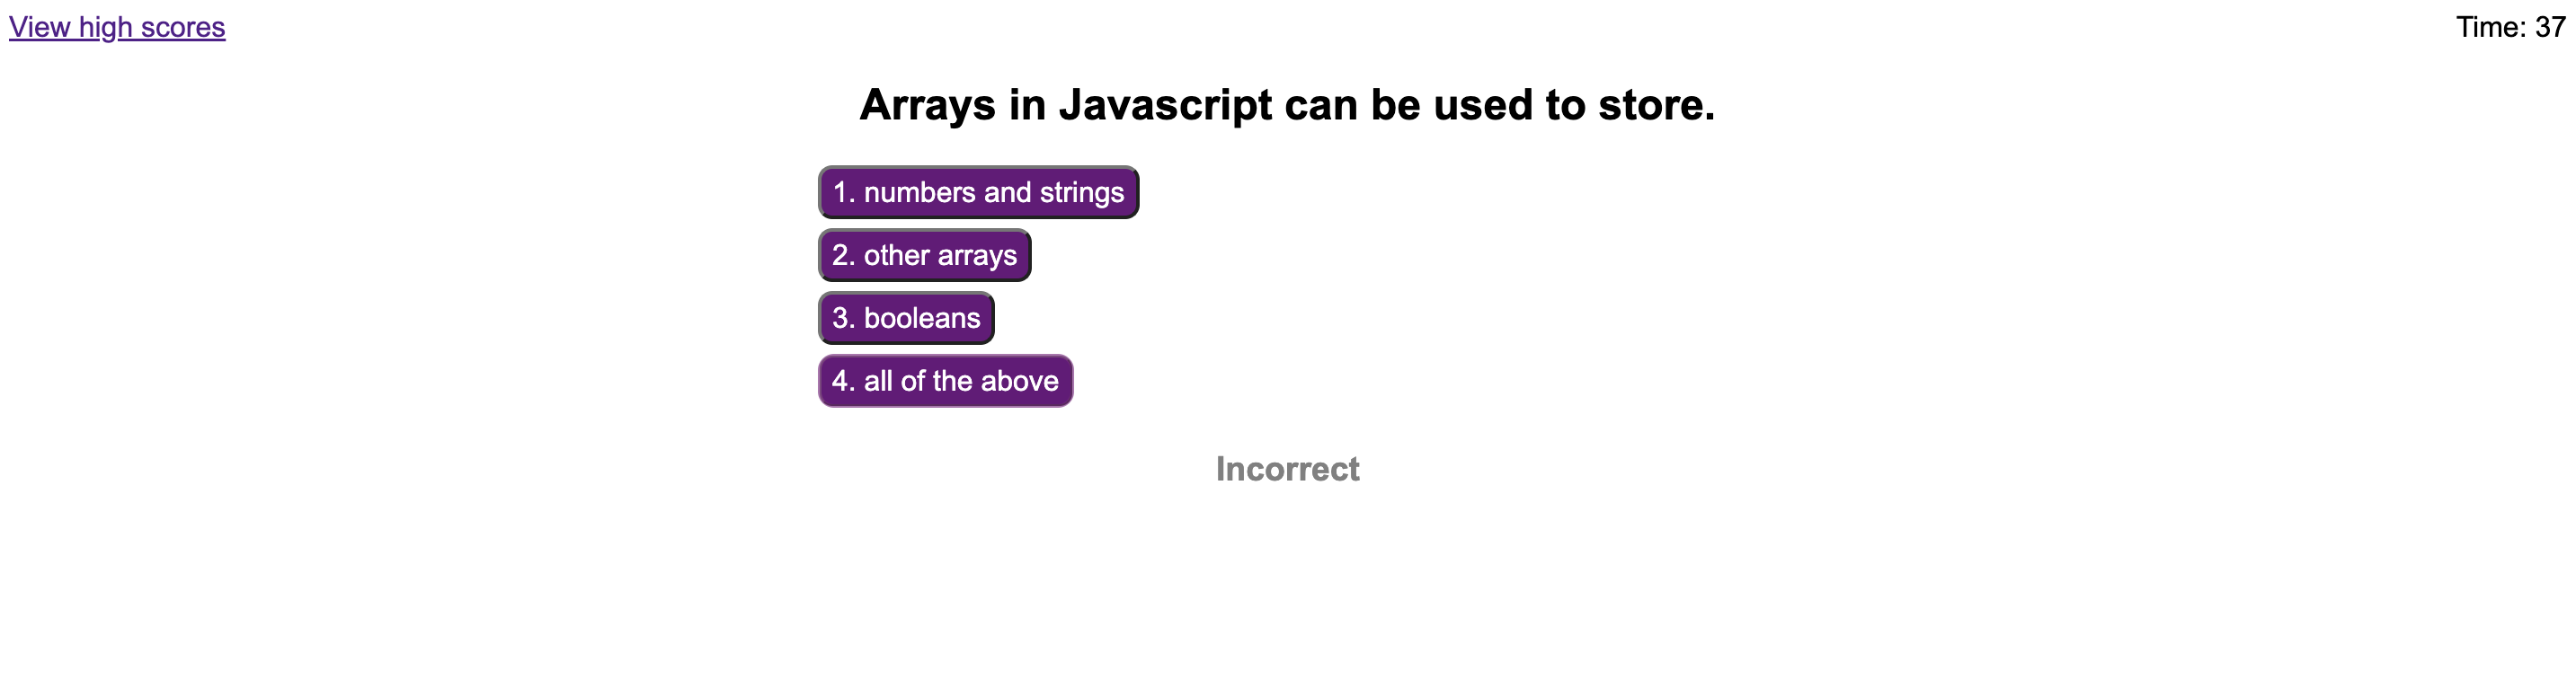 View high scores
Time: 37
Arrays in Javascript can be used to store.
1. numbers and strings
2. other arrays
3. booleans
4. all of the above
Incorrect